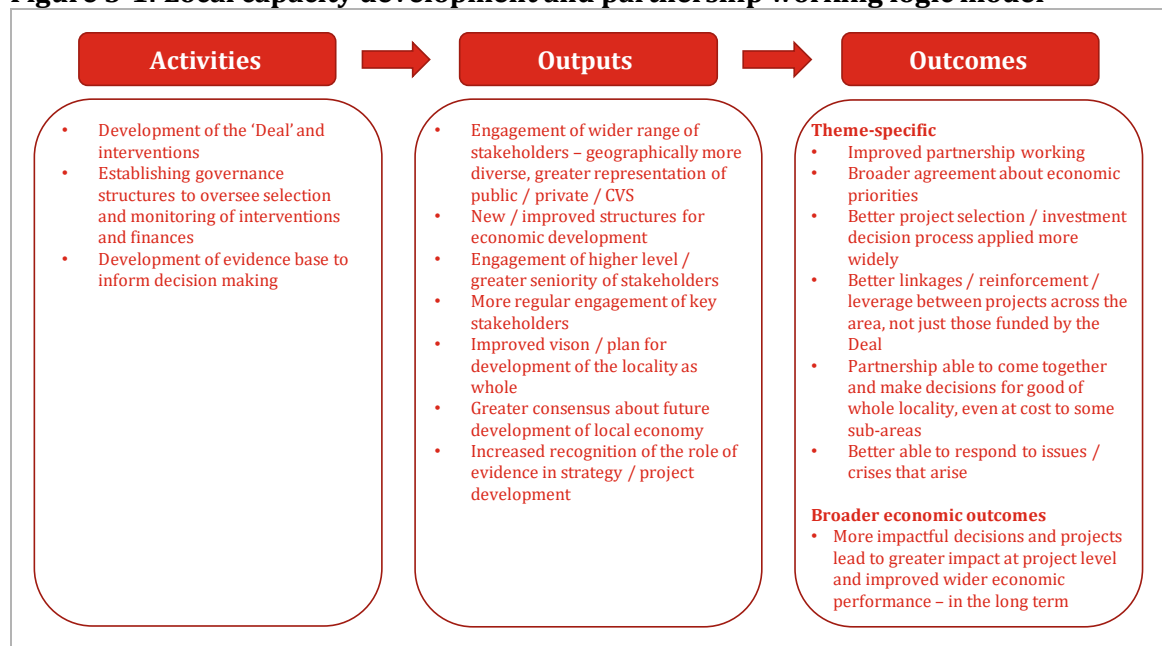 Figure Local capacity development and partnership working logic model
Activities
Outputs
Outcomes
• Development of the ‘Deal’ and
interventions
• Establishing governance
structures to oversee selection
and monitoring of interventions
and finances
• Development of evidence base to
inform decision making
• Engagement of wider range of
stakeholders – geographically more
diverse, greater representation of
public / private / CVS
• New / improved structures for
economic development
• Engagement of higher level /
greater seniority of stakeholders
• More regular engagement of key
stakeholders
• Improved vison / plan for
development of the locality as
whole
• Greater consensus about future
development of local economy
• Increased recognition of the role of
evidence in strategy / project
development
Theme-specific
• Improved partnership working
• Broader agreement about economic
priorities
• Better project selection / investment
decision process applied more
widely
• Better linkages / reinforcement /
leverage between projects across the
area, not just those funded by the
Deal
• Partnership able to come together
and make decisions for good of
whole locality, even at cost to some
sub-areas
• Better able to respond to issues /
crises that arise
Broader economic outcomes
• More impactful decisions and projects
lead to greater impact at project level
and improved wider economic
performance – in the long term